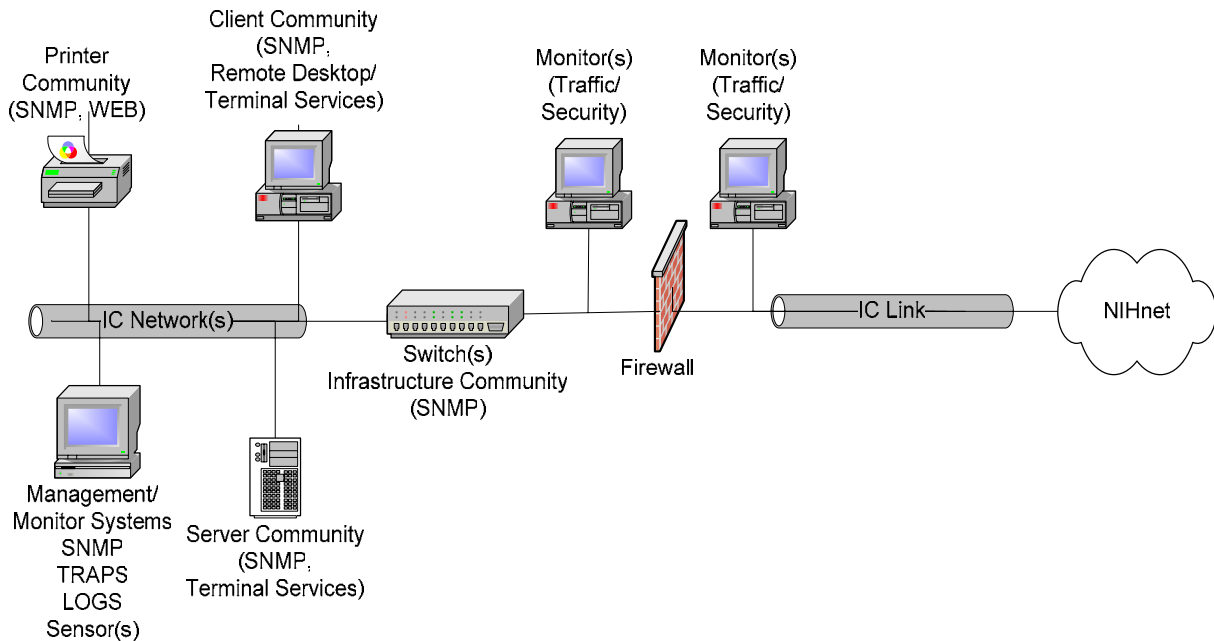 Printer
Community
(SNMP, WEB)
Client Community
(SNMP,
Remote Desktop/
Terminal Services)
Monitor(s)
(Traffic/
Security)
Monitor(s)
(Traffic/
Security)
IC Network(s)
Switch(s)
Infrastructure Community
(SNMP)
Firewall
IC Link
NIHnet
Management/
Monitor Systems
SNMP
TRAPS
LOGS
Sensor(s)
Server Community
(SNMP,
Terminal Services)